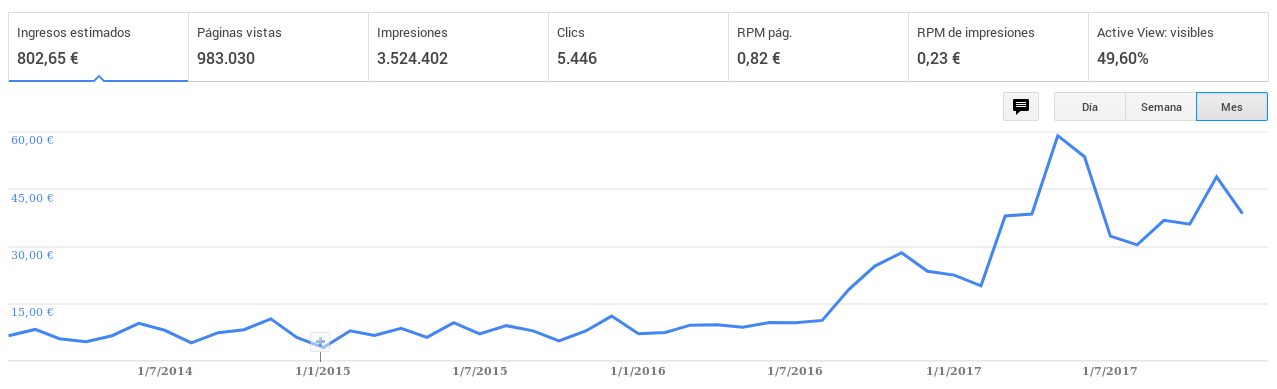 Ingresos estimados Páginas vistas Impresiones Clics RPM pág. RPM de impresiones Active View: visibles
802,65 € 983.030 3.524.402 5.446 0,82 € 0,23 € 49,60%
Día Semana Mes
60,00 €
45,00 €
30,00 €
15,00 €
1/7/2014 1/1/2015 1/7/2015 1/1/2016 1/7/2016 1/1/2017 1/7/2017